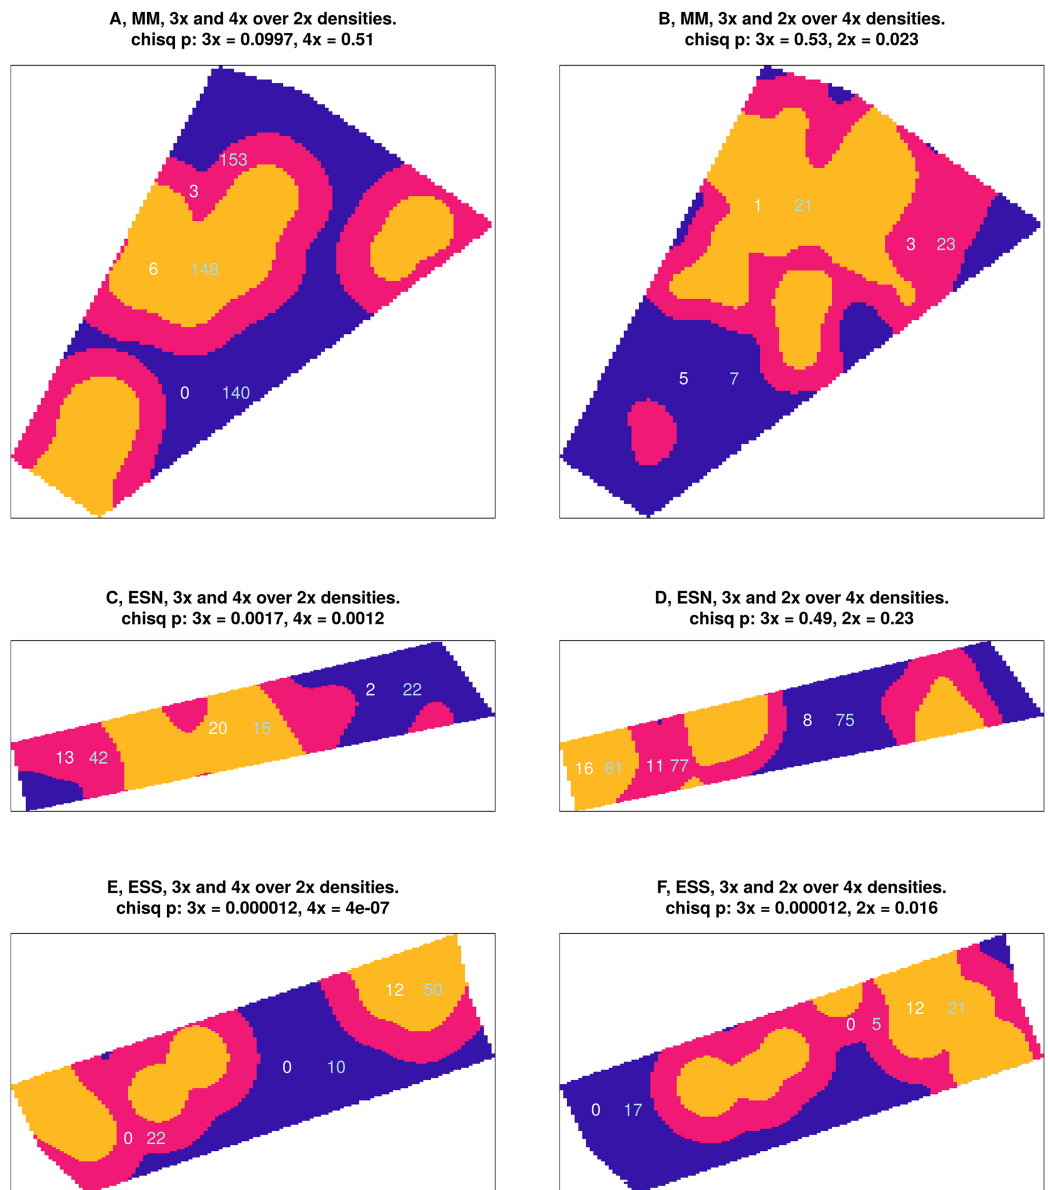 A, MM, 3x and 4x over 2x densities.
chisq p: 3x = 0.0997, 4x = 0.51
153
3
6 148
0 140
B, MM, 3x and 2x over 4x densities.
chisq p: 3x = 0.53, 2x = 0.023
1 21
3 23
5 7
C, ESN, 3x and 4x over 2x densities.
chisq p: 3x = 0.0017, 4x = 0.0012
2 22
20 15
13 42
D, ESN, 3x and 2x over 4x densities.
chisq p: 3x = 0.49, 2x = 0.23
8 75
16 81 11 77
E, ESS, 3x and 4x over 2x densities.
chisq p: 3x = 0.000012, 4x = 4e-07
12 50
0 10
0 22
F, ESS, 3x and 2x over 4x densities.
chisq p: 3x = 0.000012, 2x = 0.016
12 21
0 5
0 17